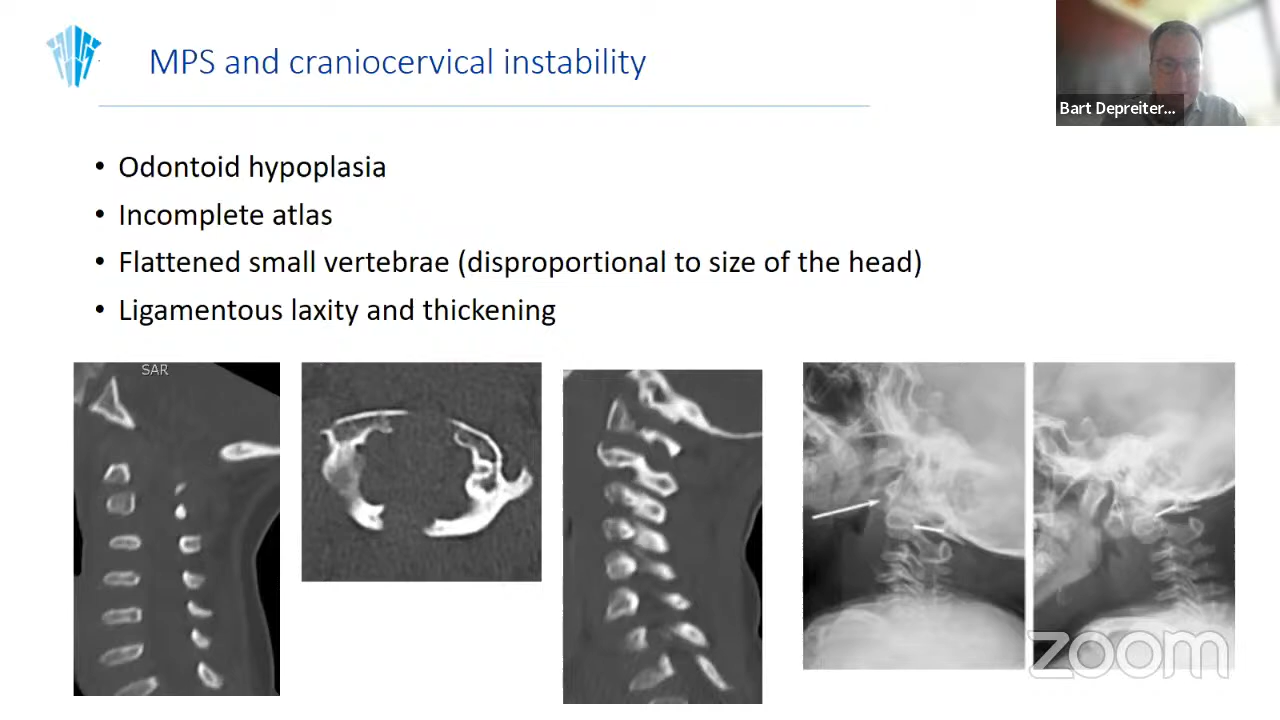 MPS and craniocervical instability
Bart Depreiter...
• Odontoid hypoplasia
• Incomplete atlas
• Flattened small vertebrae (disproportional to size of the head)
• Ligamentous laxity and thickening
SAR
zoom